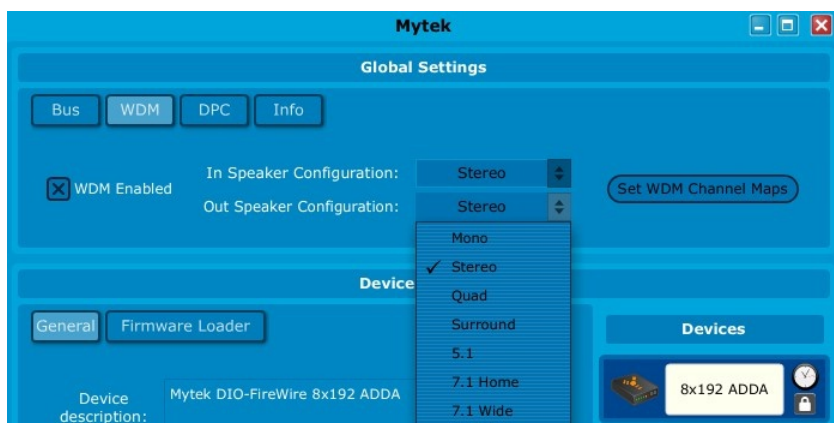 Mytek
Global Settings
Bus WDM DPC Info
WDM Enabled
In Speaker Configuration: Stereo
Out Speaker Configuration: Stereo
Set WDM Channel Maps
Mono
Stereo
Quad
Surround
5.1
7.1 Home
7.1 Wide
Device
General Firmware Loader
Device description:
Mytek DIO-FireWire 8x192 ADDA
Devices
8x192 ADDA